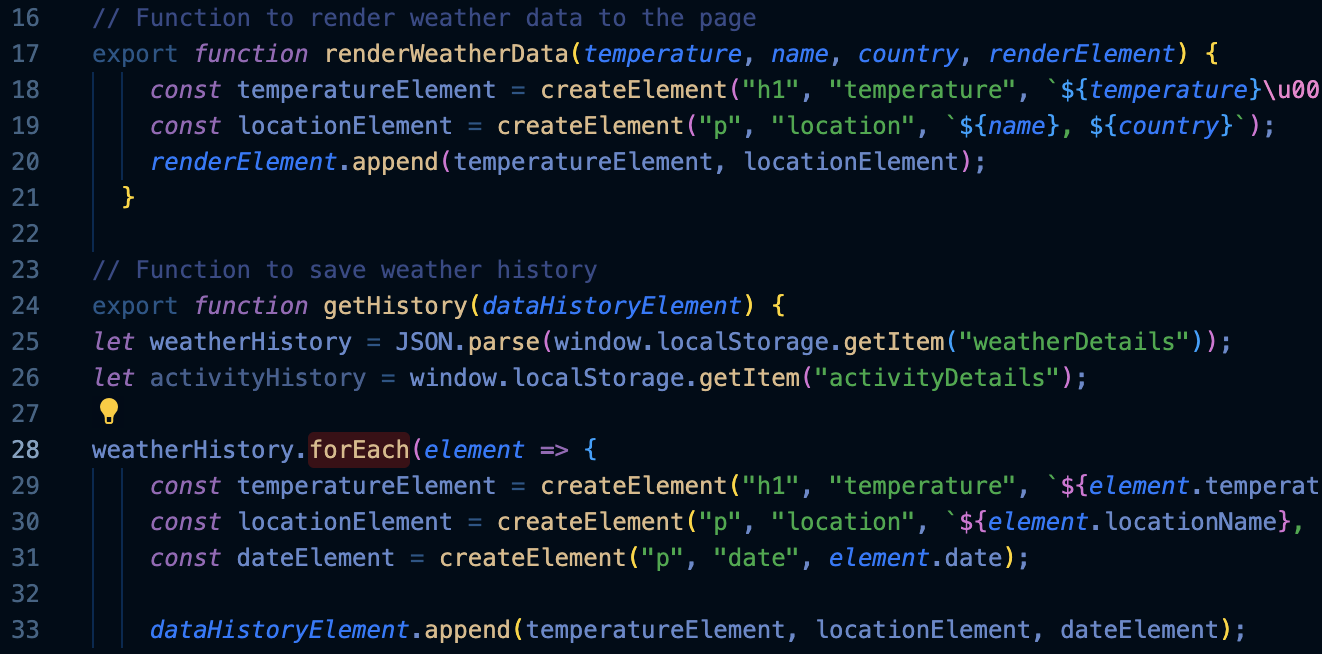 16 // Function to render weather data to the page
17 export function renderWeatherData(temperature, name, country, renderElement) {
18 const temperatureElement = createElement("h1", "temperature", `${temperature}\u00
19 const locationElement = createElement("p", "location", `${name}, ${country}`);
20 renderElement.append(temperatureElement, locationElement);
21 }
22
23 // Function to save weather history
24 export function getHistory(dataHistoryElement) {
25 let weatherHistory = JSON.parse(window.localStorage.getItem("weatherDetails"));
26 let activityHistory = window.localStorage.getItem("activityDetails");
27
28 weatherHistory.forEach(element => {
29 const temperatureElement = createElement("h1", "temperature", `${element.temperat
30 const locationElement = createElement("p", "location", `${element.locationName},
31 const dateElement = createElement("p", "date", element.date);
32
33 dataHistoryElement.append(temperatureElement, locationElement, dateElement);